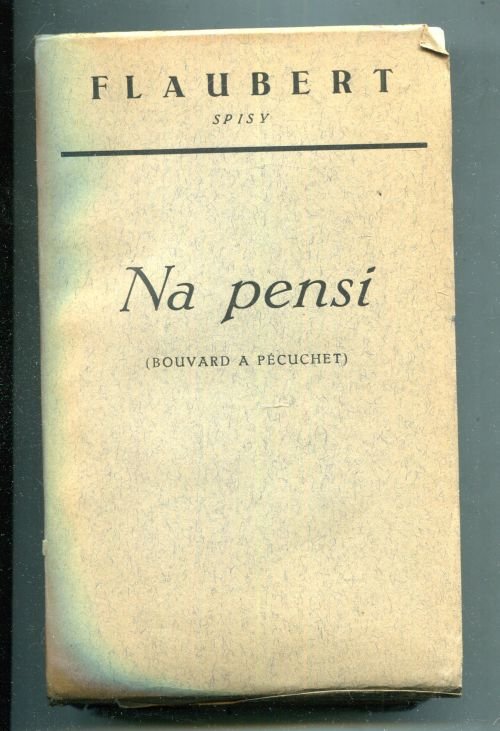 FLAUBERT
SPISY
Na pensi
(BOUVARD A PÉCUCHET)